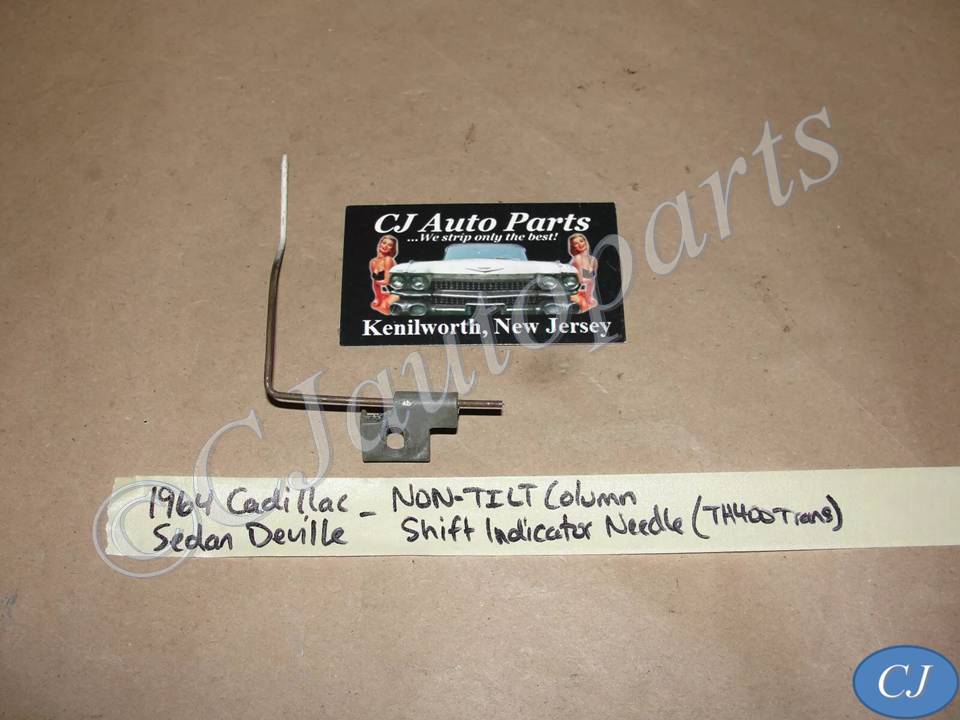 CJ Auto Parts
...We strip only the best!
Kenilworth, New Jersey
©CJautoparts
1964 Cadillac - NON-TILT Column
Sedan Deville Shift Indicator Needle (TH400 Trans)
CJ